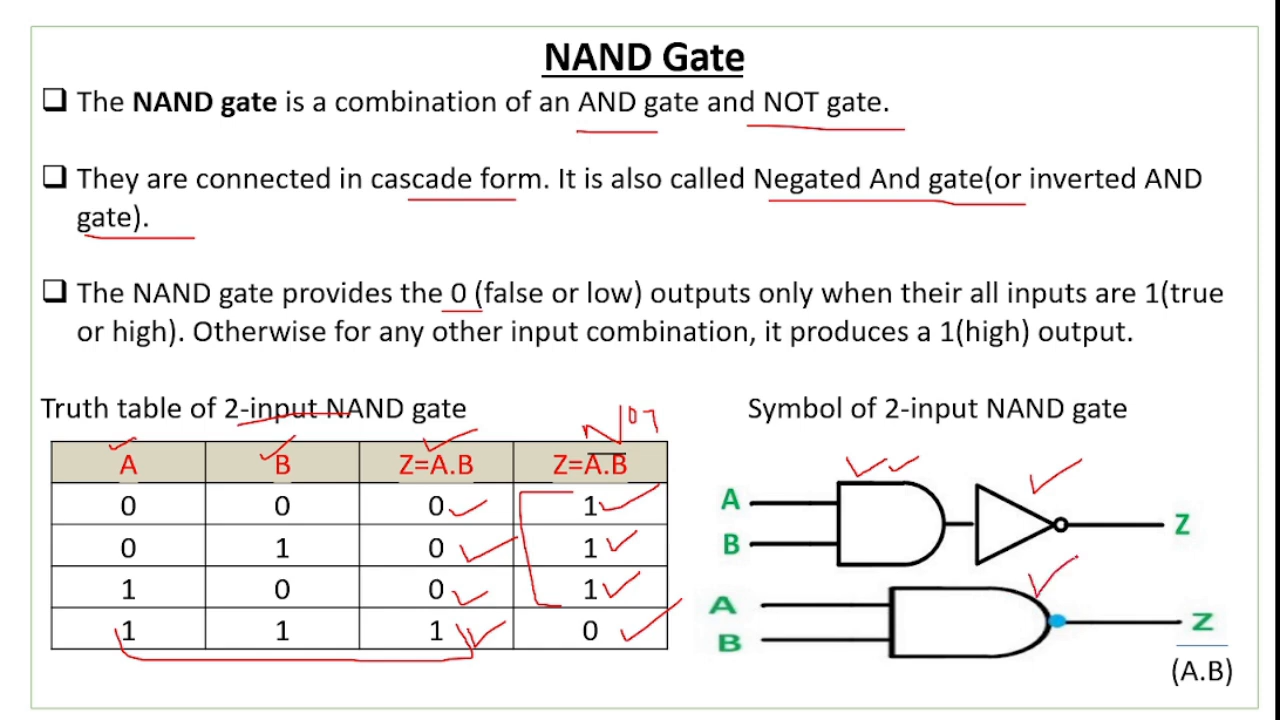 NAND Gate
❑ The NAND gate is a combination of an AND gate and NOT gate.
❑ They are connected in cascade form. It is also called Negated And gate(or inverted AND
gate).
❑ The NAND gate provides the 0 (false or low) outputs only when their all inputs are 1(true
or high). Otherwise for any other input combination, it produces a 1(high) output.
Truth table of 2-input NAND gate
NOT
A B Z=A.B Z=A̅.̅B̅
0 0 0 1
0 1 0 1
1 0 0 1
1 1 1 0
Symbol of 2-input NAND gate
A
B
Z
A
B
Z
(A.B)